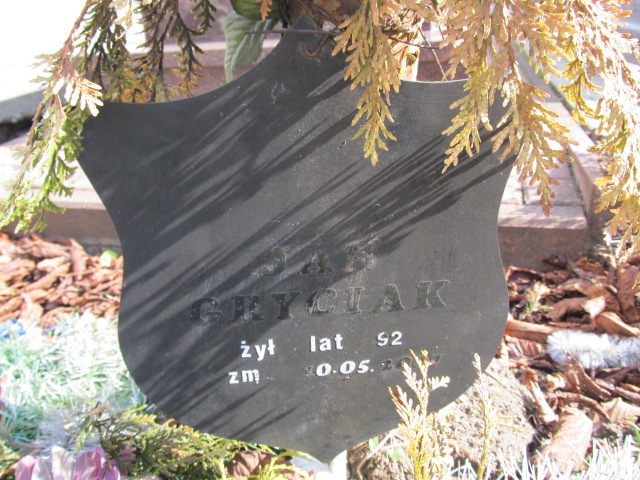 JAN
GRYCIAK
żył lat 92
zm 10.05.